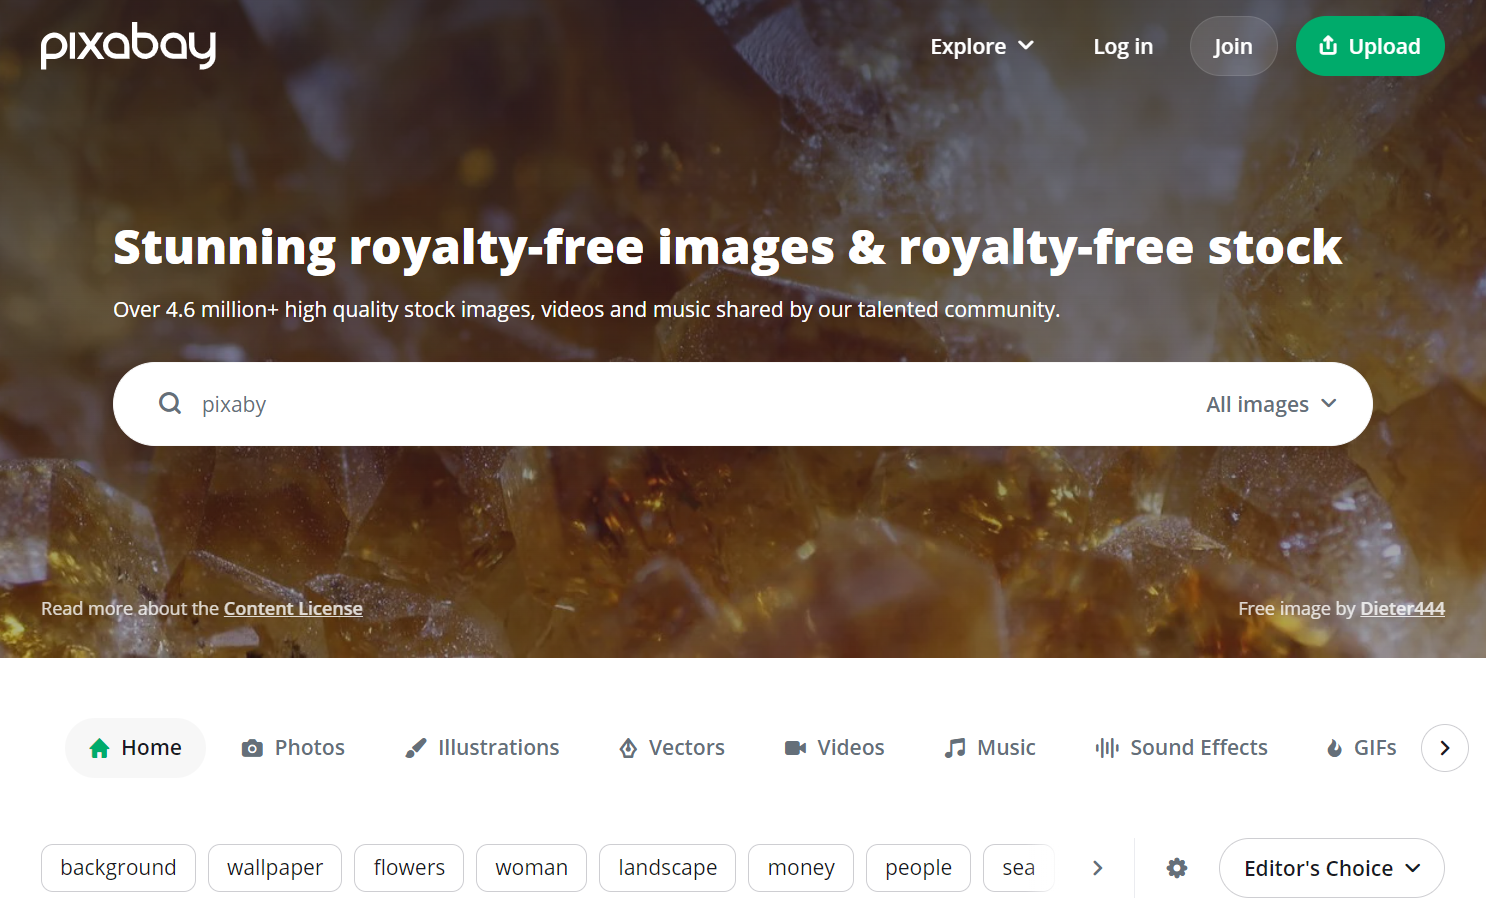 pixabay
Explore
Log in
Join
Upload
Stunning royalty-free images & royalty-free stock
Over 4.6 million+ high quality stock images, videos and music shared by our talented community.
pixaby
All images
Read more about the Content License
Free image by Dieter444
Home
Photos
Illustrations
Vectors
Videos
Music
Sound Effects
GIFs
background
wallpaper
flowers
woman
landscape
money
people
sea
Editor's Choice